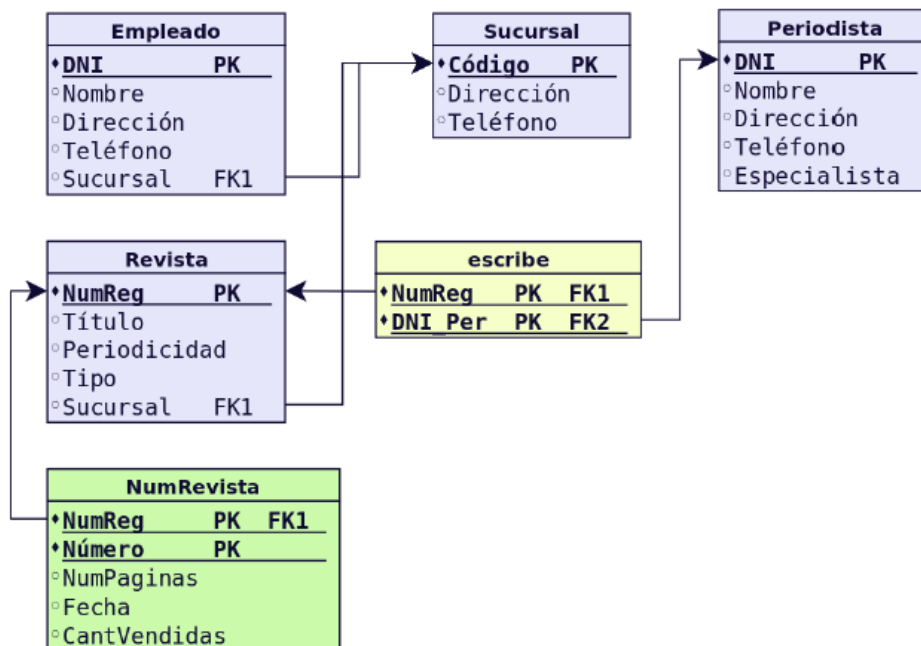 Empleado
DNI PK
Nombre
Dirección
Teléfono
Sucursal FK1
Sucursal
Código PK
Dirección
Teléfono
Periodista
DNI PK
Nombre
Dirección
Teléfono
Especialista
Revista
NumReg PK
Título
Periodicidad
Tipo
Sucursal FK1
escribe
NumReg PK FK1
DNI_Per PK FK2
NumRevista
NumReg PK FK1
Número PK
NumPaginas
Fecha
CantVendidas